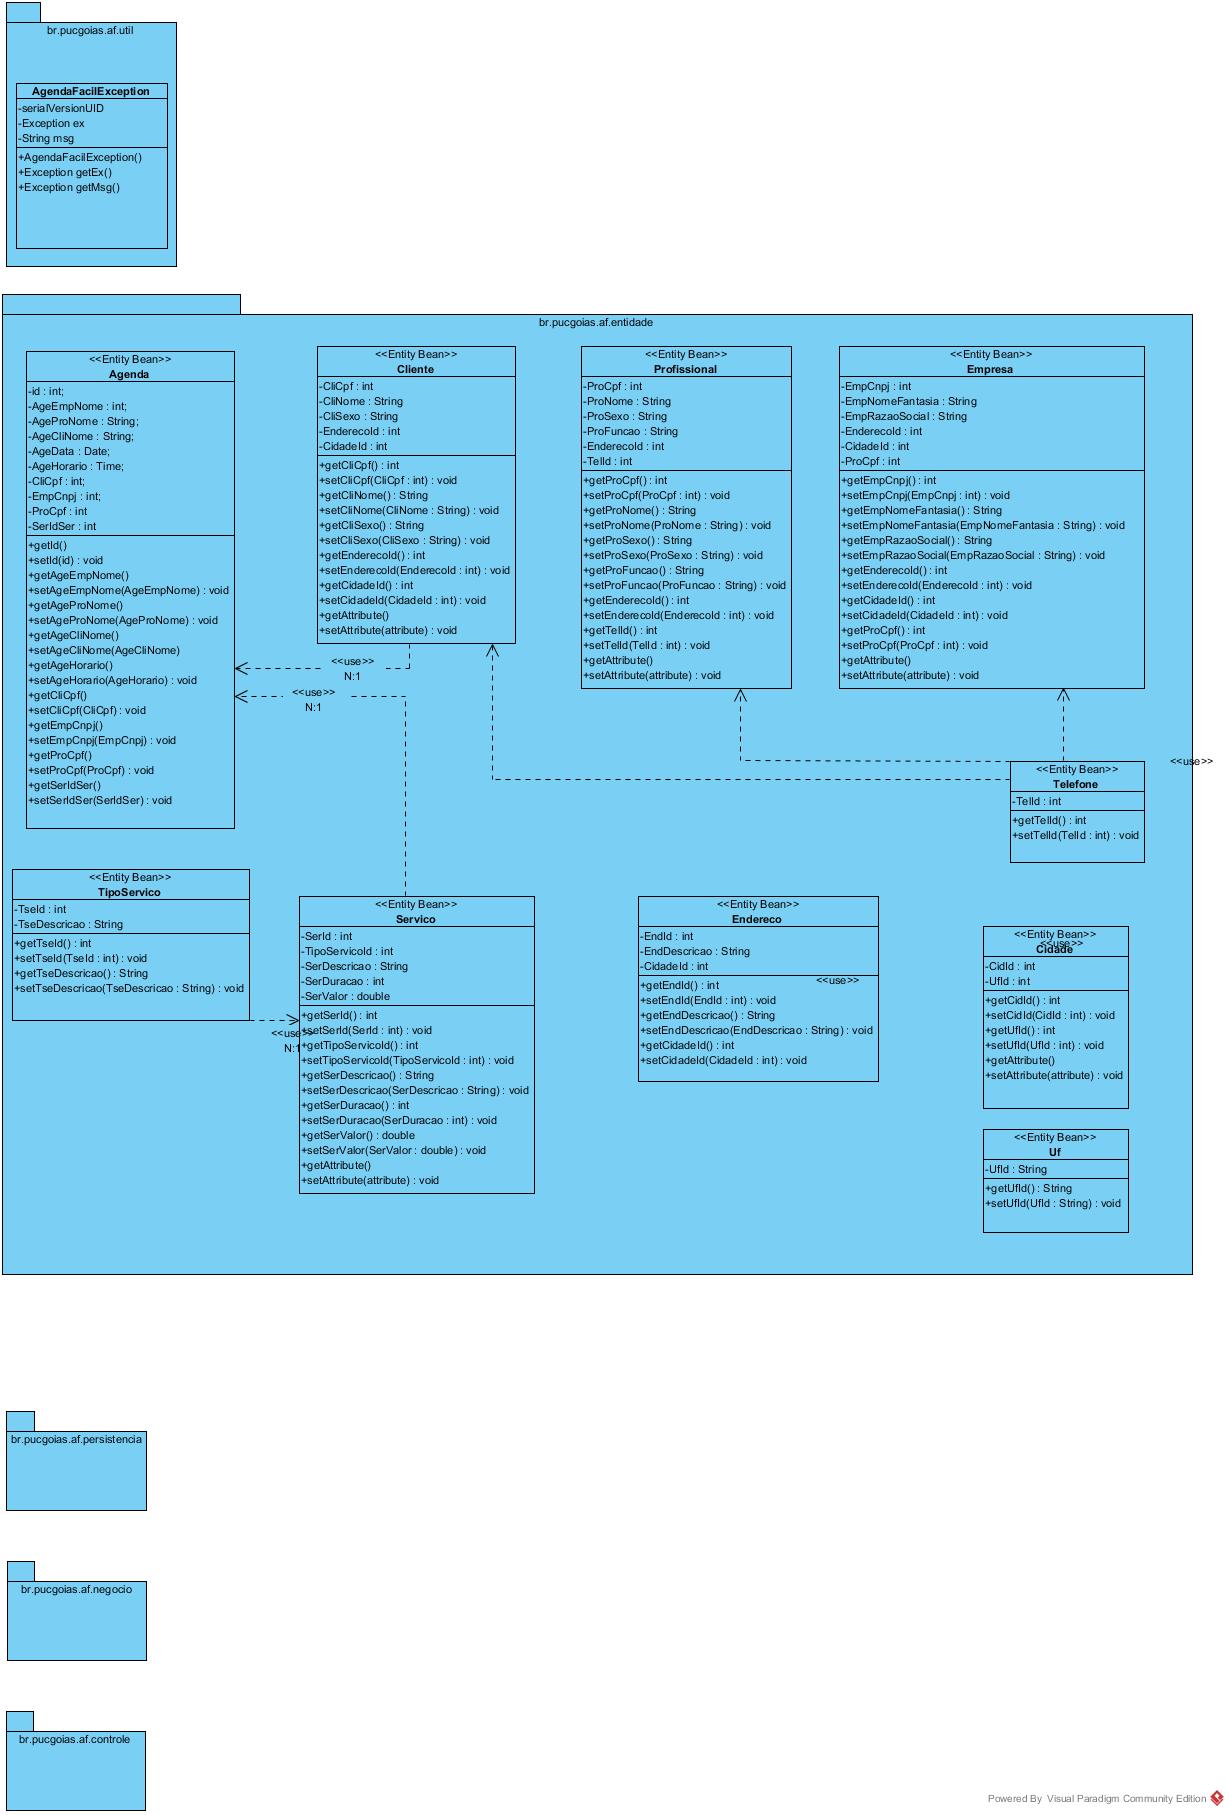 br.pucgoias.af.util
AgendaFacilException
-serialVersionUID
-Exception ex
-String msg
+AgendaFacilException()
+Exception getEx()
+Exception getMsg()
br.pucgoias.af.entidade
<<Entity Bean>>
Agenda
-id : int;
-AgeEmpNome : int;
-AgeProNome : String;
-AgeCliNome : String;
-AgeData : Date;
-AgeHorario : Time;
-CliCpf : int;
-EmpCnpj : int;
-ProCpf : int
-SerIdSer : int
+getId()
+setId(id) : void
+getAgeEmpNome()
+setAgeEmpNome(AgeEmpNome) : void
+getAgeProNome()
+setAgeProNome(AgeProNome) : void
+getAgeCliNome()
+setAgeCliNome(AgeCliNome)
+getAgeHorario()
+setAgeHorario(AgeHorario) : void
+getCliCpf()
+setCliCpf(CliCpf) : void
+getEmpCnpj()
+setEmpCnpj(EmpCnpj) : void
+getProCpf()
+setProCpf(ProCpf) : void
+getSerIdSer()
+setSerIdSer(SerIdSer) : void
<<Entity Bean>>
Cliente
-CliCpf : int
-CliNome : String
-CliSexo : String
-EnderecoId : int
-CidadeId : int
+getCliCpf() : int
+setCliCpf(CliCpf : int) : void
+getCliNome() : String
+setCliNome(CliNome : String) : void
+getCliSexo() : String
+setCliSexo(CliSexo : String) : void
+getEnderecoId() : int
+setEnderecoId(EnderecoId : int) : void
+getCidadeId() : int
+setCidadeId(CidadeId : int) : void
+getAttribute()
+setAttribute(attribute) : void
<<Entity Bean>>
Profissional
-ProCpf : int
-ProNome : String
-ProSexo : String
-ProFuncao : String
-EnderecoId : int
-TelId : int
+getProCpf() : int
+setProCpf(ProCpf : int) : void
+getProNome() : String
+setProNome(ProNome : String) : void
+getProSexo() : String
+setProSexo(ProSexo : String) : void
+getProFuncao() : String
+setProFuncao(ProFuncao : String) : void
+getEnderecoId() : int
+setEnderecoId(EnderecoId : int) : void
+getTelId() : int
+setTelId(TelId : int) : void
+getAttribute()
+setAttribute(attribute) : void
<<Entity Bean>>
Empresa
-EmpCnpj : int
-EmpNomeFantasia : String
-EmpRazaoSocial : String
-EnderecoId : int
-CidadeId : int
-ProCpf : int
+getEmpCnpj() : int
+setEmpCnpj(EmpCnpj : int) : void
+getEmpNomeFantasia() : String
+setEmpNomeFantasia(EmpNomeFantasia : String) : void
+getEmpRazaoSocial() : String
+setEmpRazaoSocial(EmpRazaoSocial : String) : void
+getEnderecoId() : int
+setEnderecoId(EnderecoId : int) : void
+getCidadeId() : int
+setCidadeId(CidadeId : int) : void
+getProCpf() : int
+setProCpf(ProCpf : int) : void
+getAttribute()
+setAttribute(attribute) : void
<<use>>
N:1
<<use>>
N:1
<<use>>
<<Entity Bean>>
Telefone
-TelId : int
+getTelId() : int
+setTelId(TelId : int) : void
<<Entity Bean>>
TipoServico
-TseId : int
-TseDescricao : String
+getTseId() : int
+setTseId(TseId : int) : void
+getTseDescricao() : String
+setTseDescricao(TseDescricao : String) : void
<<use>>
N:1
<<Entity Bean>>
Servico
-SerId : int
-TipoServicoId : int
-SerDescricao : String
-SerDuracao : int
-SerValor : double
+getSerId() : int
+setSerId(SerId : int) : void
+getTipoServicoId() : int
+setTipoServicoId(TipoServicoId : int) : void
+getSerDescricao() : String
+setSerDescricao(SerDescricao : String) : void
+getSerDuracao() : int
+setSerDuracao(SerDuracao : int) : void
+getSerValor() : double
+setSerValor(SerValor : double) : void
+getAttribute()
+setAttribute(attribute) : void
<<Entity Bean>>
Endereco
-EndId : int
-EndDescricao : String
-CidadeId : int
<<use>>
+getEndId() : int
+setEndId(EndId : int) : void
+getEndDescricao() : String
+setEndDescricao(EndDescricao : String) : void
+getCidadeId() : int
+setCidadeId(CidadeId : int) : void
<<Entity Bean>>
<<use>>
Cidade
-CidId : int
-UfId : int
+getCidId() : int
+setCidId(CidId : int) : void
+getUfId() : int
+setUfId(UfId : int) : void
+getAttribute()
+setAttribute(attribute) : void
<<Entity Bean>>
Uf
-UfId : String
+getUfId() : String
+setUfId(UfId : String) : void
br.pucgoias.af.persistencia
br.pucgoias.af.negocio
br.pucgoias.af.controle
Powered By Visual Paradigm Community Edition